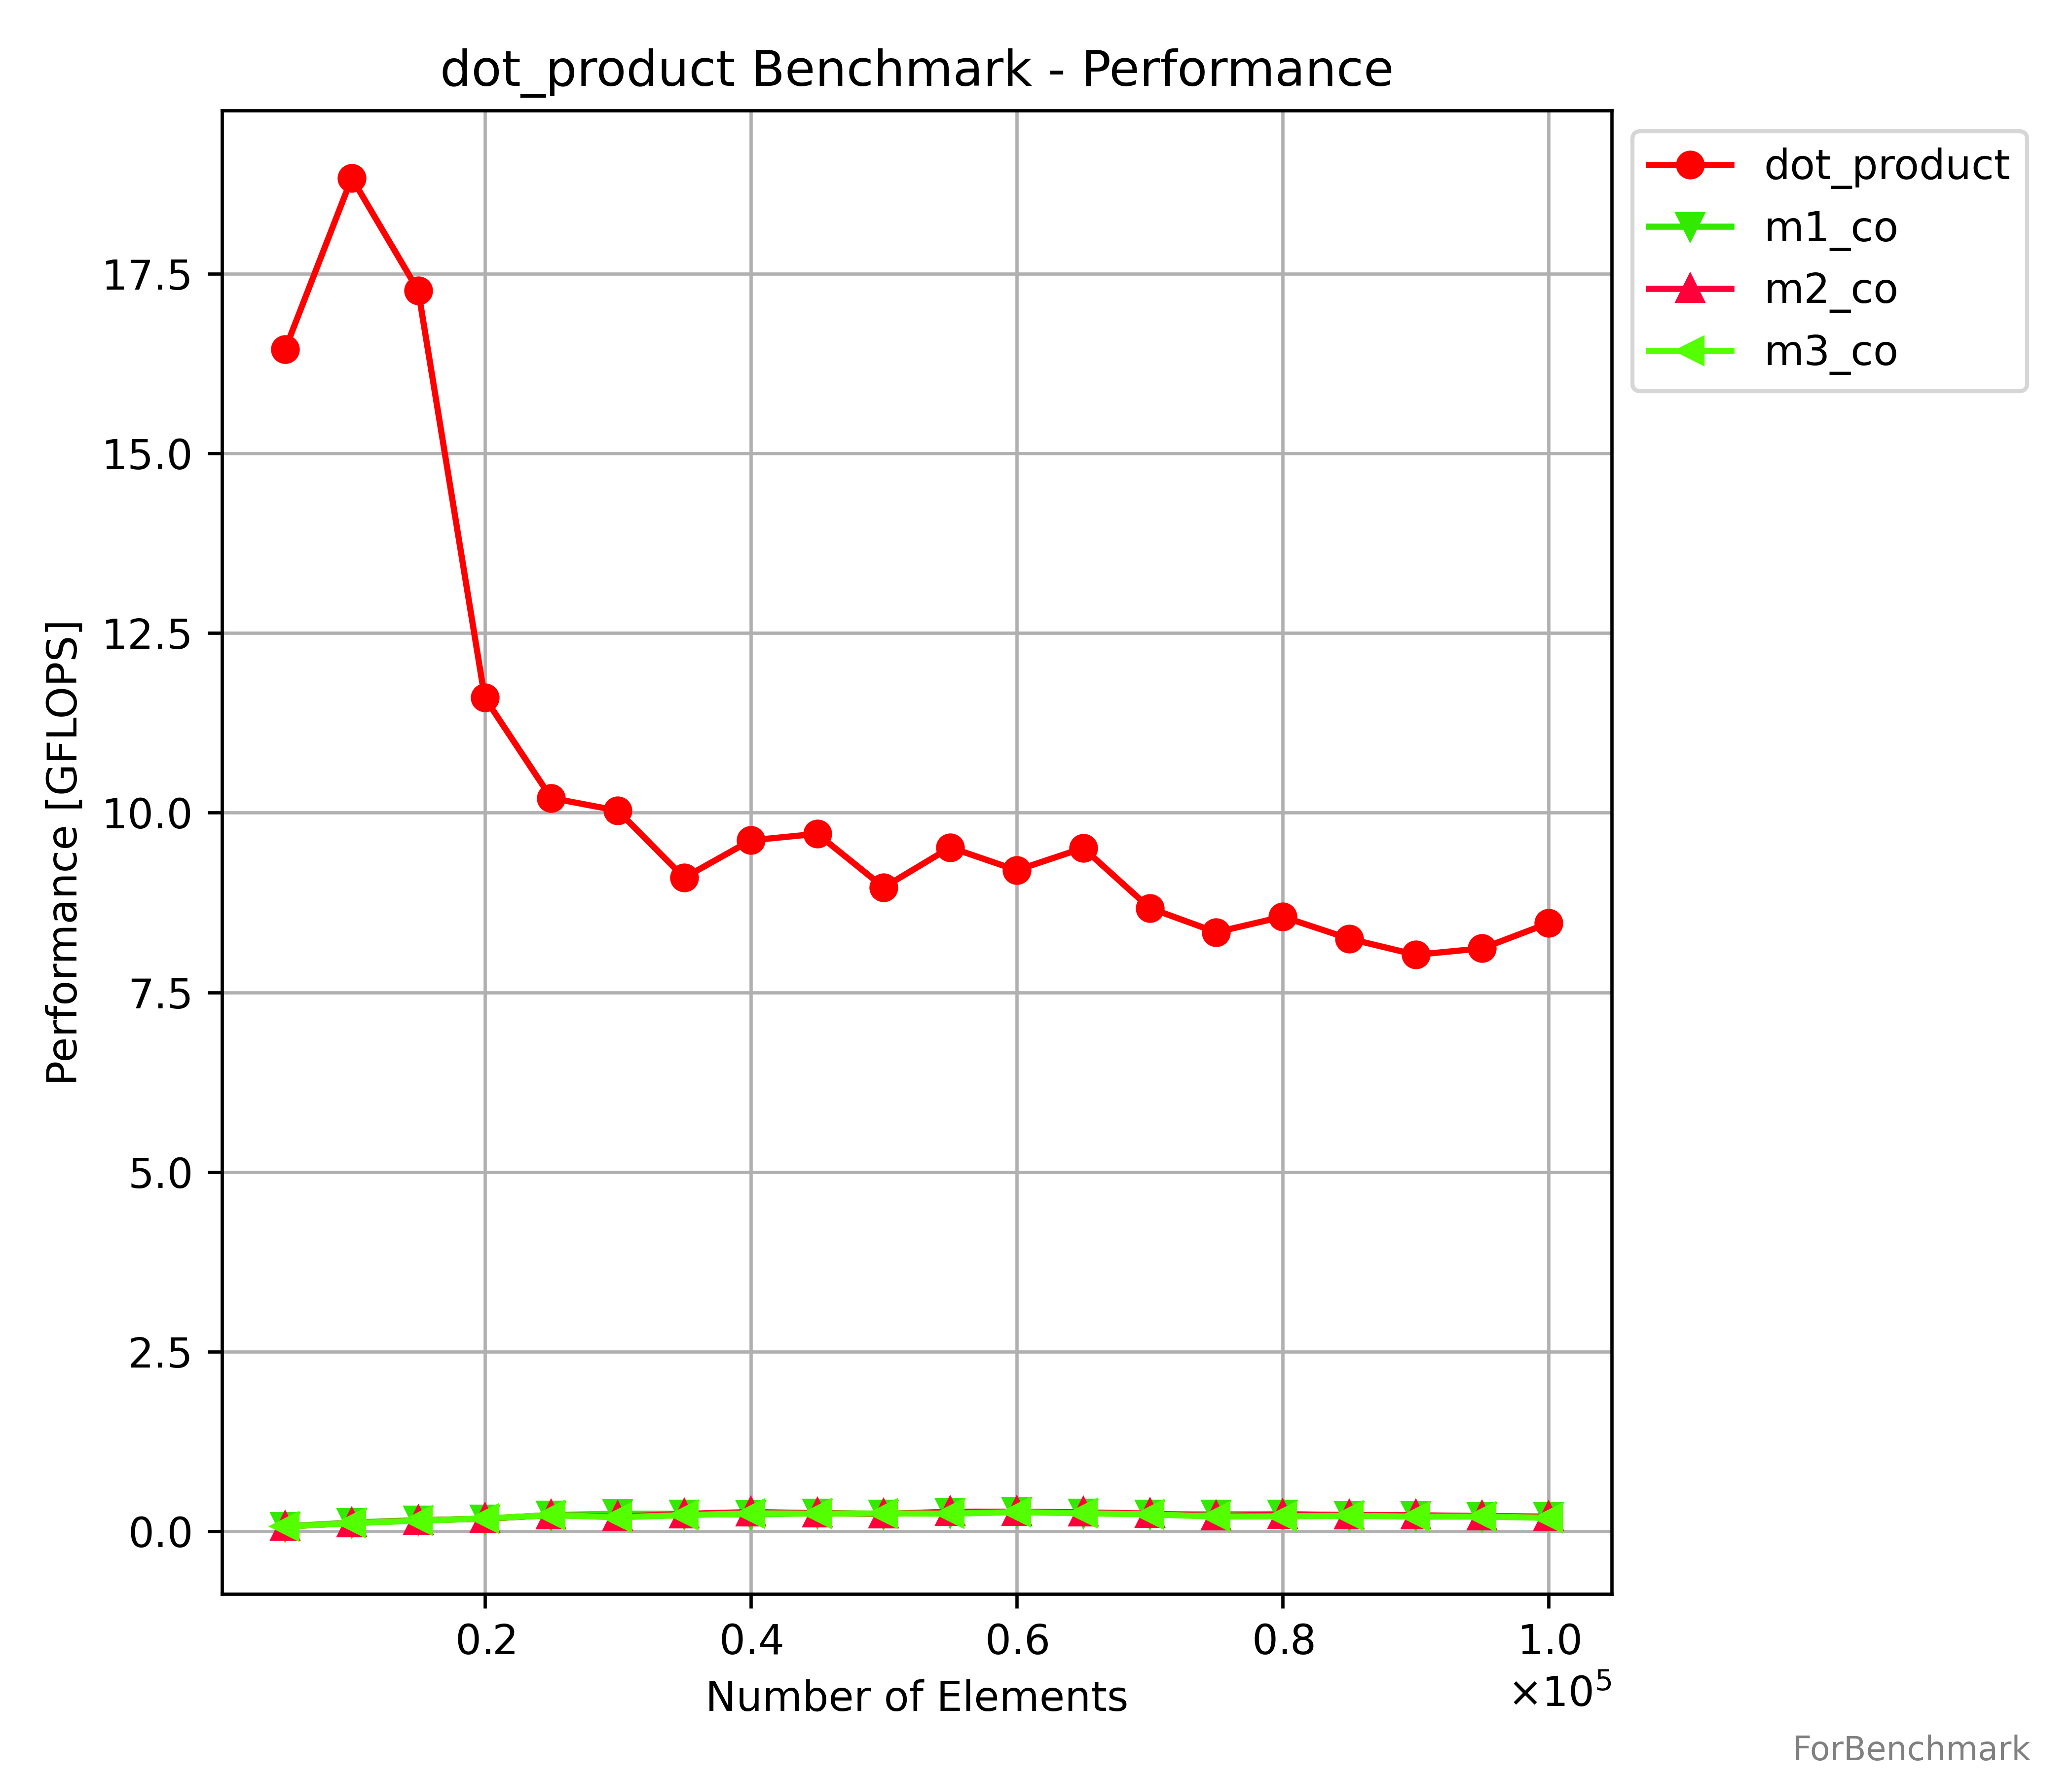 dot_product Benchmark - Performance
dot_product
m1_co
m2_co
m3_co
Performance [GFLOPS]
17.5
15.0
12.5
10.0
7.5
5.0
2.5
0.0
0.2 0.4 0.6 0.8 1.0
×10⁵
Number of Elements
ForBenchmark